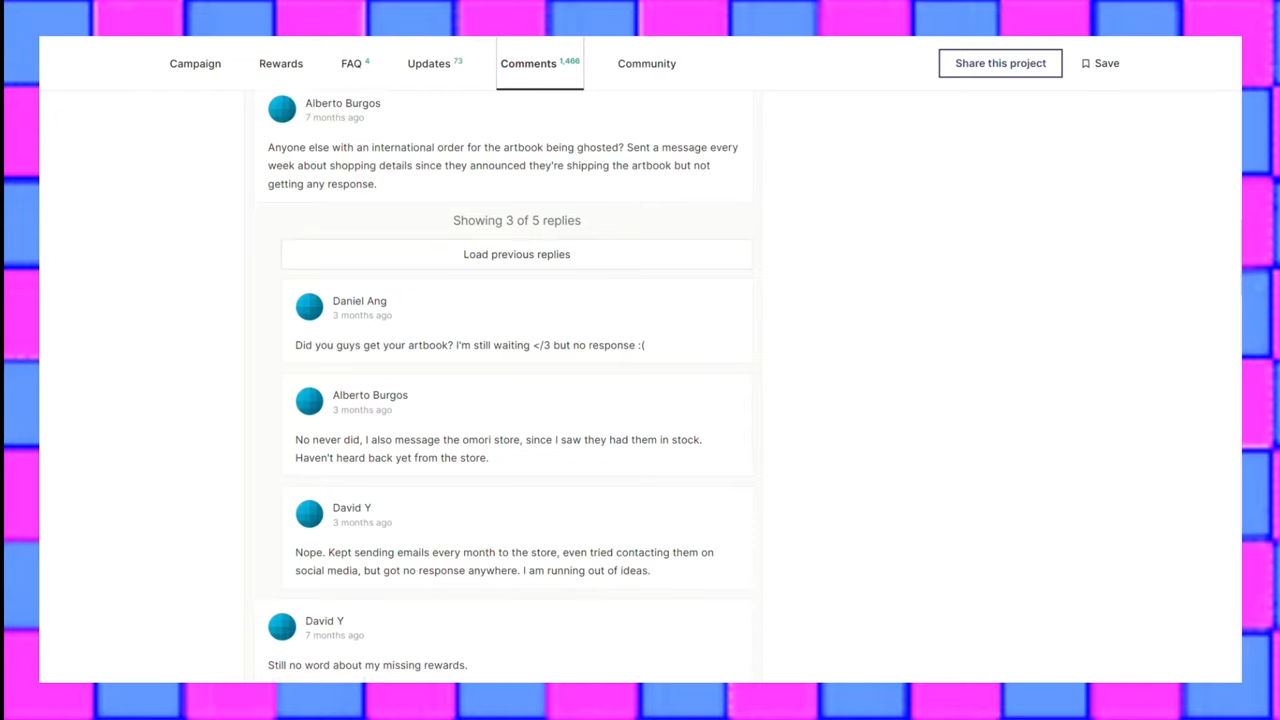 Campaign Rewards FAQ 4 Updates 73 Comments 1,466 Community Share this project Save
Alberto Burgos
7 months ago
Anyone else with an international order for the artbook being ghosted? Sent a message every
week about shopping details since they announced they're shipping the artbook but not
getting any response.
Showing 3 of 5 replies
Load previous replies
Daniel Ang
3 months ago
Did you guys get your artbook? I'm still waiting </3 but no response :(
Alberto Burgos
3 months ago
No never did, I also message the omori store, since I saw they had them in stock.
Haven't heard back yet from the store.
David Y
3 months ago
Nope. Kept sending emails every month to the store, even tried contacting them on
social media, but got no response anywhere. I am running out of ideas.
David Y
7 months ago
Still no word about my missing rewards.